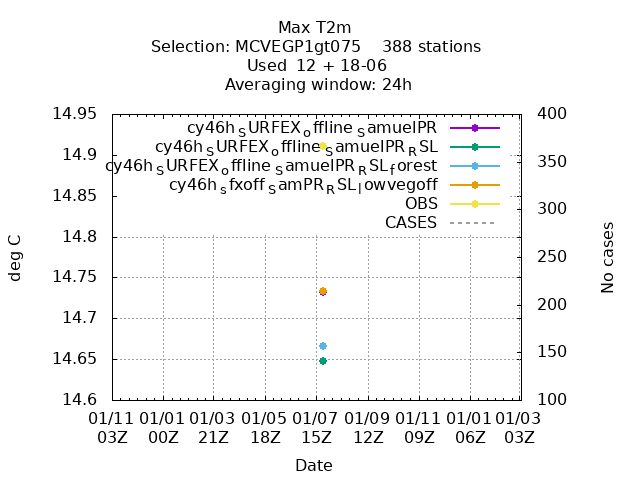 Max T2m
Selection: MCVEGP1gt075 388 stations
Used 12 + 18-06
Averaging window: 24h
deg C
14.95
14.9
14.85
14.8
14.75
14.7
14.65
14.6
400
350
300
250
200
150
100
No cases
cy46h_SURFEX_offline_SamuelPR
cy46h_SURFEX_offline_SamuelPR_RSL
cy46h_SURFEX_offline_SamuelPR_RSL_forest
cy46h_sfxoff_SamPR_RSL_lowvegoff
OBS
CASES
01/11 01/01 01/03 01/05 01/07 01/09 01/11 01/01 01/03
03Z 00Z 21Z 18Z 15Z 12Z 09Z 06Z 03Z
Date